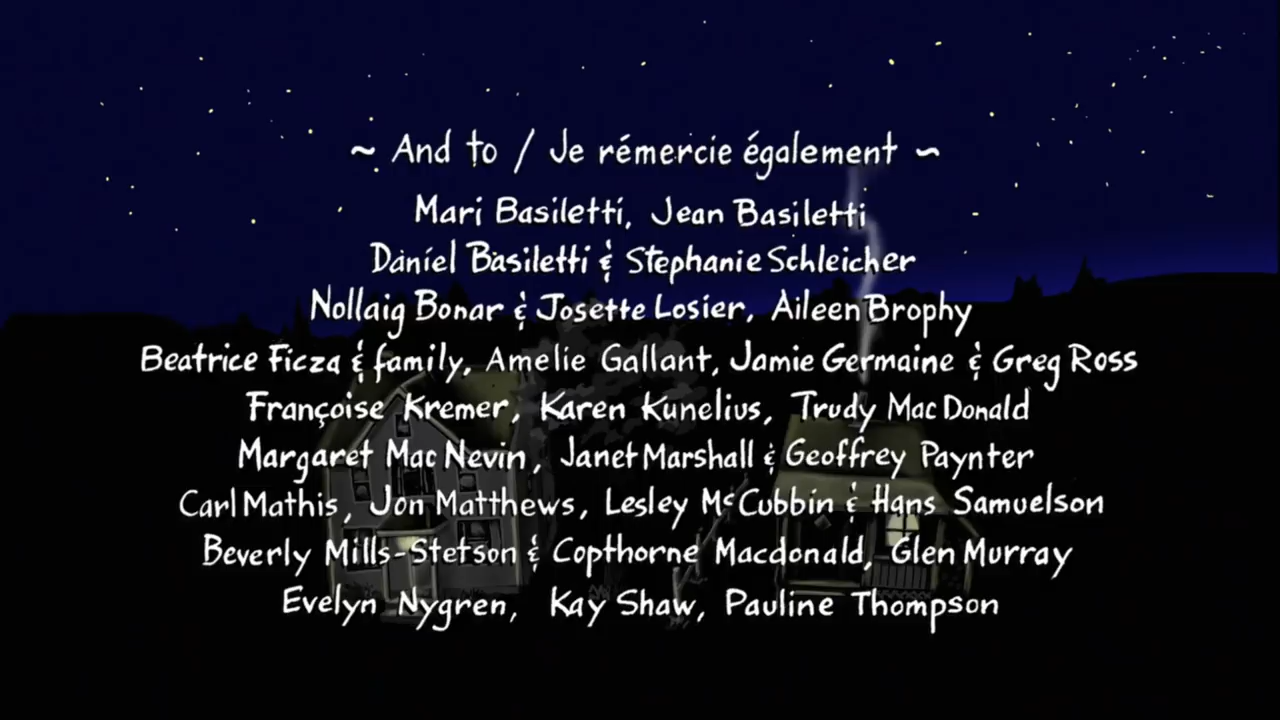 ~ And to / Je rémercie également ~
Mari Basiletti, Jean Basiletti
Daniel Basiletti & Stephanie Schleicher
Nollaig Bonar & Josette Losier, Aileen Brophy
Beatrice Ficza & family, Amelie Gallant, Jamie Germaine & Greg Ross
Françoise Kremer, Karen Kunelius, Trudy MacDonald
Margaret MacNevin, Janet Marshall & Geoffrey Paynter
Carl Mathis, Jon Matthews, Lesley McCubbin & Hans Samuelson
Beverly Mills-Stetson & Copthorne Macdonald, Glen Murray
Evelyn Nygren, Kay Shaw, Pauline Thompson